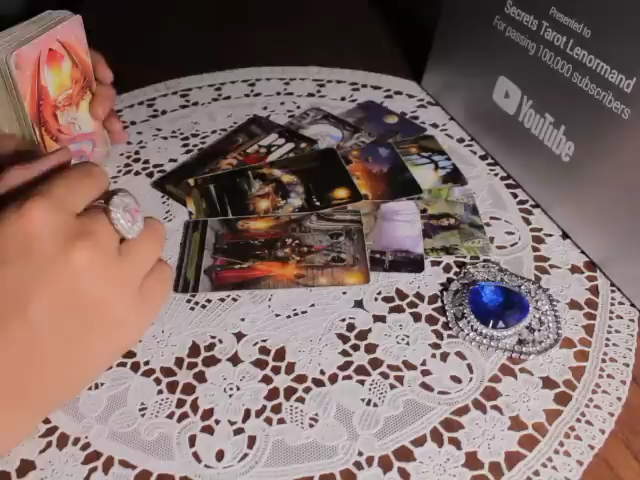 Presented to
Secrets Tarot Lenormand
For passing 100,000 subscribers
YouTube